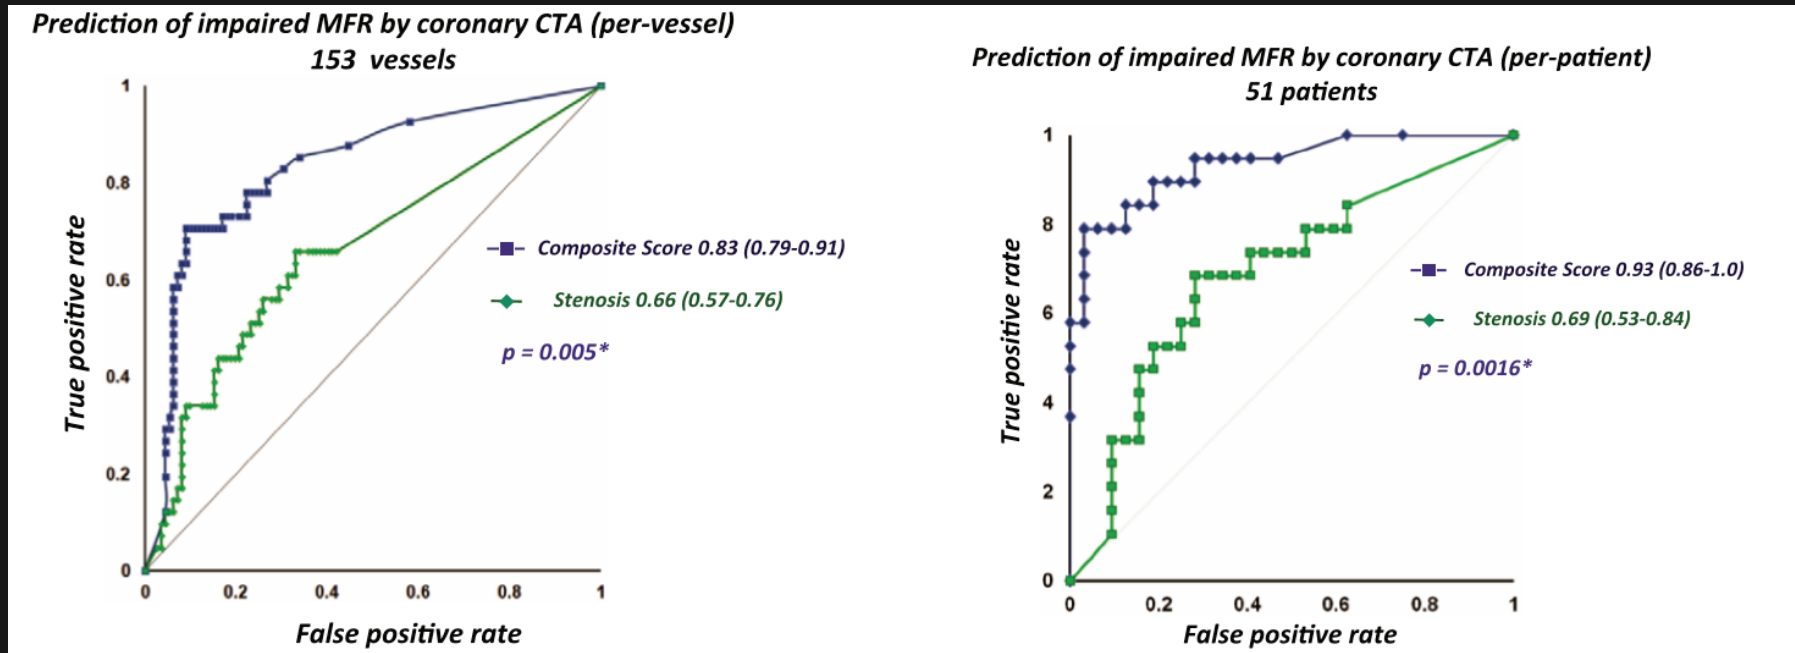 Prediction of impaired MFR by coronary CTA (per-vessel)
153 vessels
1
0.8
0.6
0.4
0.2
0
0
0.2
0.4
0.6
0.8
1
True positive rate
False positive rate
Composite Score 0.83 (0.79-0.91)
Stenosis 0.66 (0.57-0.76)
p = 0.005*
Prediction of impaired MFR by coronary CTA (per-patient)
51 patients
1
8
6
4
2
0
0
0.2
0.4
0.6
0.8
1
True positive rate
False positive rate
Composite Score 0.93 (0.86-1.0)
Stenosis 0.69 (0.53-0.84)
p = 0.0016*